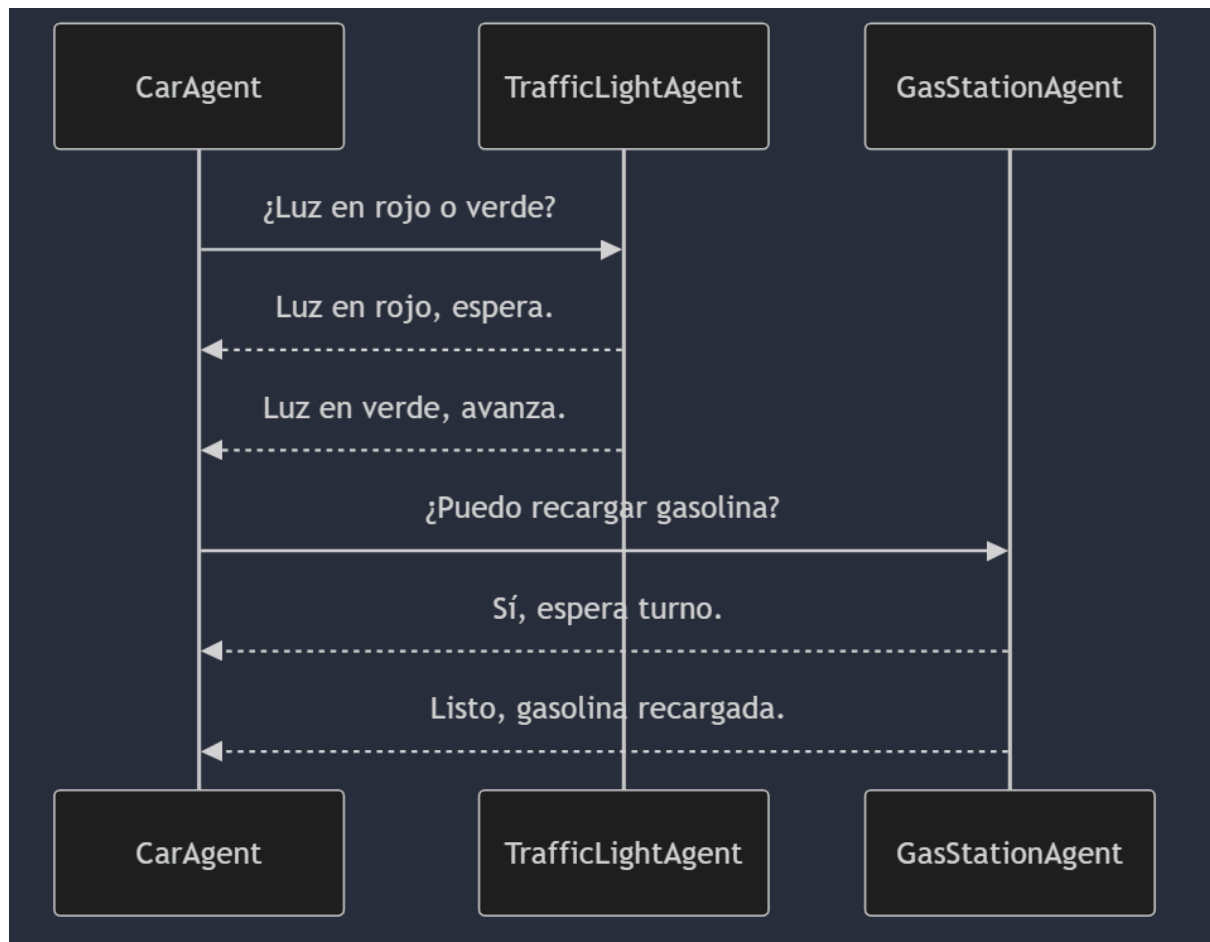 CarAgent
TrafficLightAgent
GasStationAgent
¿Luz en rojo o verde?
Luz en rojo, espera.
Luz en verde, avanza.
¿Puedo recargar gasolina?
Sí, espera turno.
Listo, gasolina recargada.
CarAgent
TrafficLightAgent
GasStationAgent